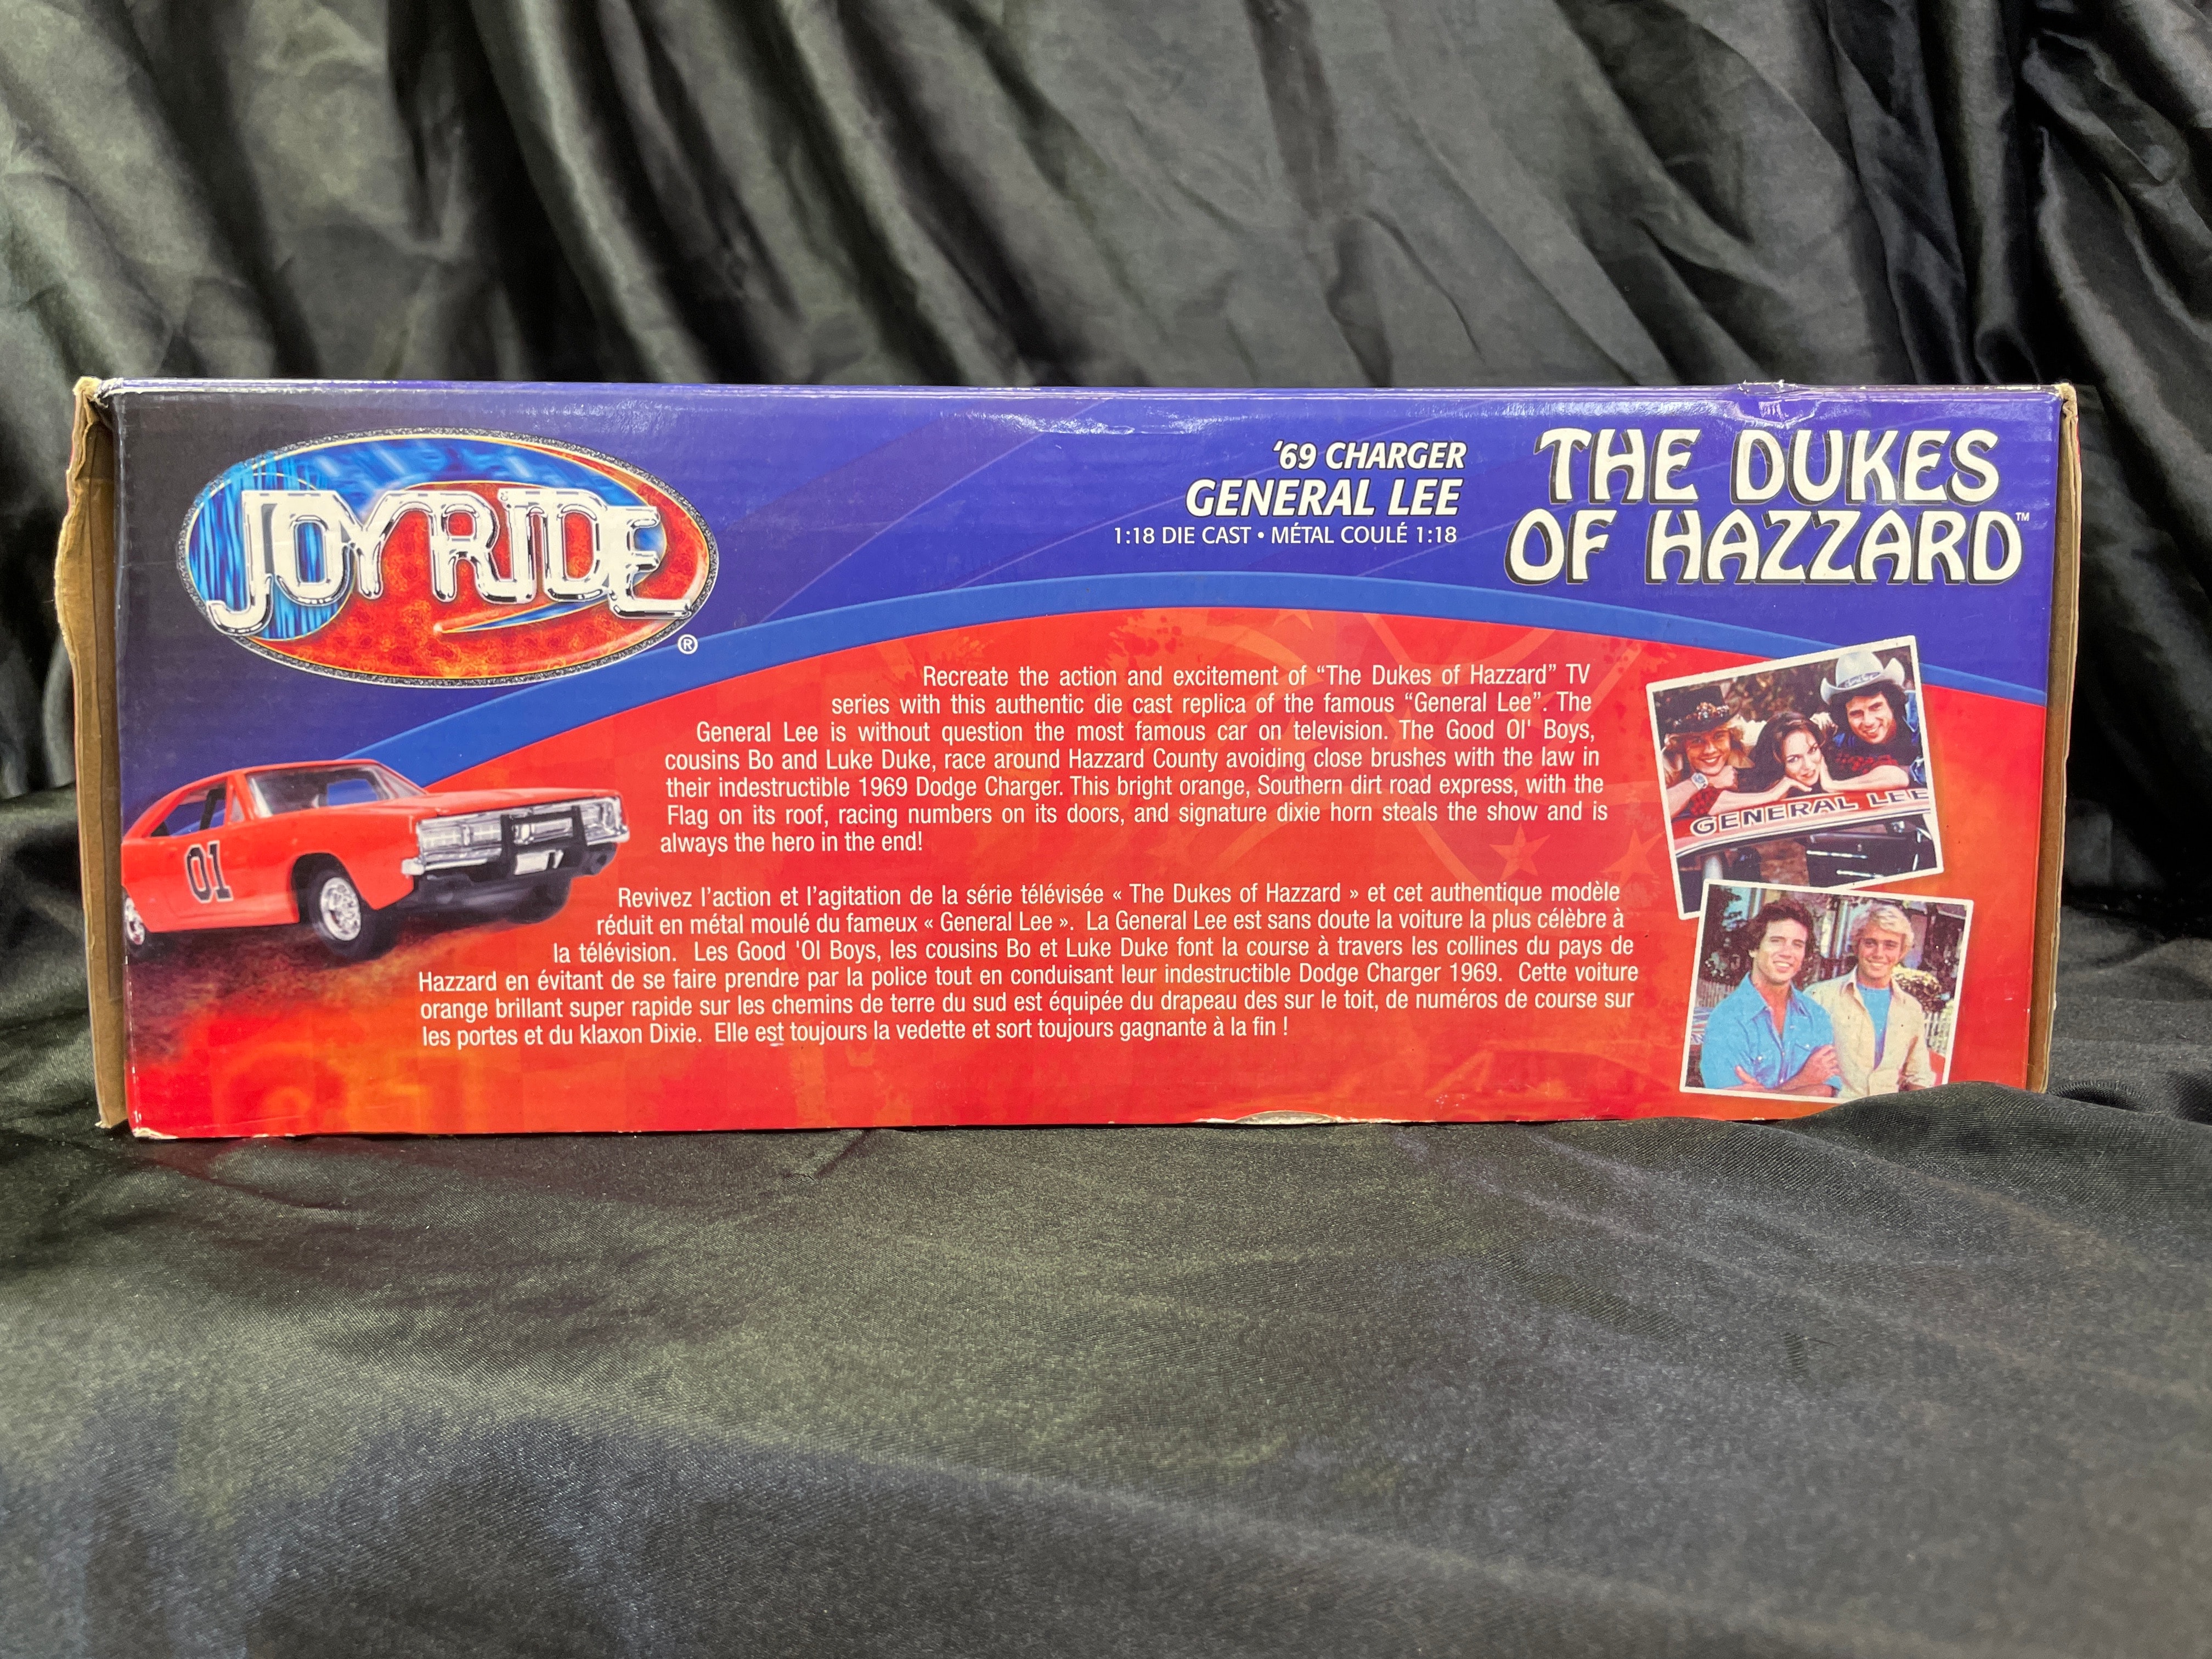 JOYRIDE
®
'69 CHARGER
GENERAL LEE
1:18 DIE CAST • MÉTAL COULÉ 1:18
THE DUKES
OF HAZZARD™
Recreate the action and excitement of “The Dukes of Hazzard” TV
series with this authentic die cast replica of the famous “General Lee”. The
General Lee is without question the most famous car on television. The Good Ol' Boys,
cousins Bo and Luke Duke, race around Hazzard County avoiding close brushes with the law in
their indestructible 1969 Dodge Charger. This bright orange, Southern dirt road express, with the
Flag on its roof, racing numbers on its doors, and signature dixie horn steals the show and is
always the hero in the end!
GENERAL LEE
01
Revivez l’action et l’agitation de la série télévisée « The Dukes of Hazzard » et cet authentique modèle
réduit en métal moulé du fameux « General Lee ». La General Lee est sans doute la voiture la plus célèbre à
la télévision. Les Good 'Ol Boys, les cousins Bo et Luke Duke font la course à travers les collines du pays de
Hazzard en évitant de se faire prendre par la police tout en conduisant leur indestructible Dodge Charger 1969. Cette voiture
orange brillant super rapide sur les chemins de terre du sud est équipée du drapeau des sur le toit, de numéros de course sur
les portes et du klaxon Dixie. Elle est toujours la vedette et sort toujours gagnante à la fin !